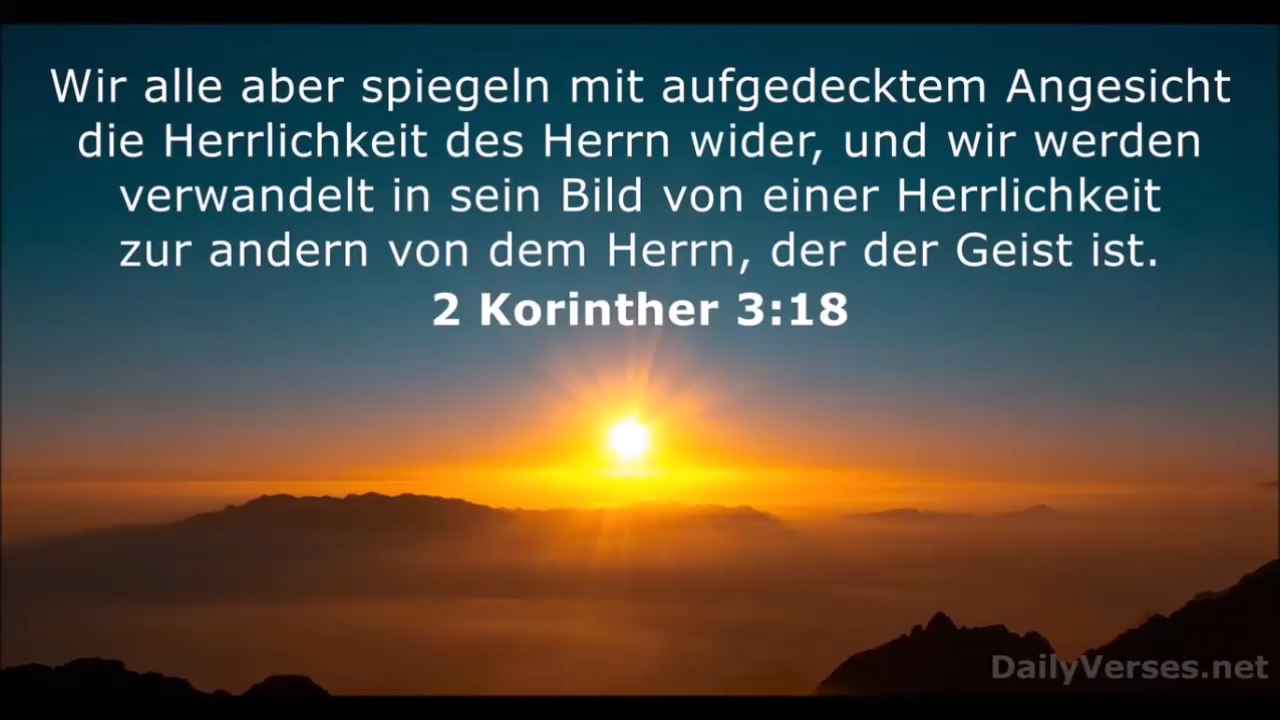 Wir alle aber spiegeln mit aufgedecktem Angesicht
die Herrlichkeit des Herrn wider, und wir werden
verwandelt in sein Bild von einer Herrlichkeit
zur andern von dem Herrn, der der Geist ist.
2 Korinther 3:18
DailyVerses.net